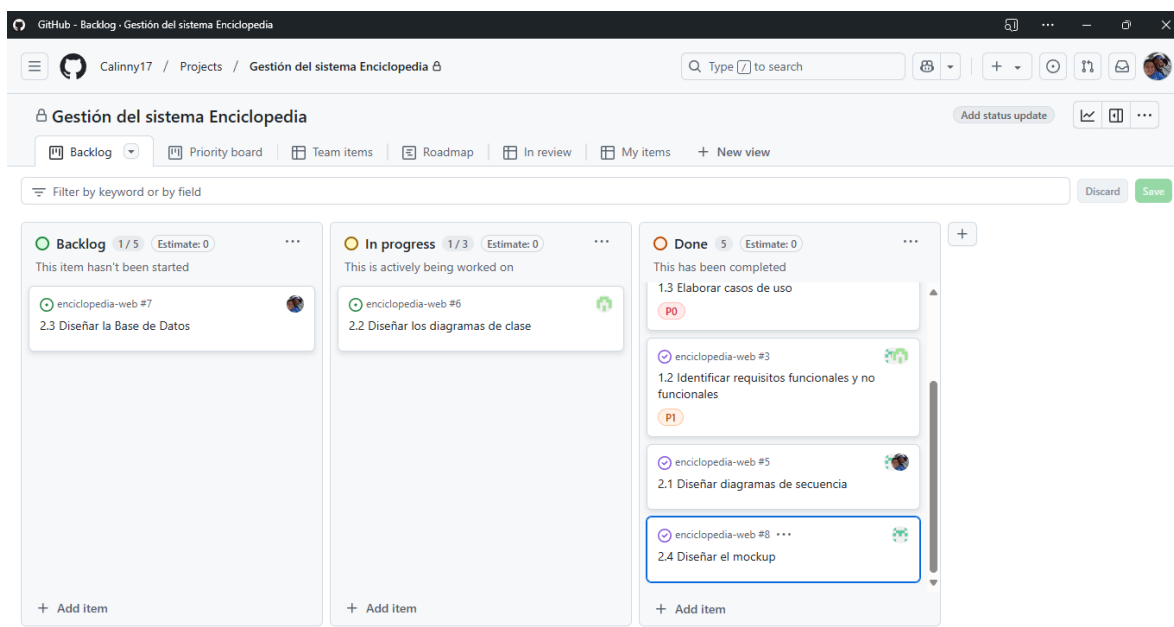 GitHub - Backlog · Gestión del sistema Enciclopedia
Calinny17 / Projects / Gestión del sistema Enciclopedia
Type / to search
Gestión del sistema Enciclopedia
Add status update
Backlog
Priority board
Team items
Roadmap
In review
My items
+ New view
Filter by keyword or by field
Discard
Save
Backlog 1 / 5 Estimate: 0
This item hasn't been started
enciclopedia-web #7
2.3 Diseñar la Base de Datos
+ Add item
In progress 1 / 3 Estimate: 0
This is actively being worked on
enciclopedia-web #6
2.2 Diseñar los diagramas de clase
+ Add item
Done 5 Estimate: 0
This has been completed
1.3 Elaborar casos de uso
P0
enciclopedia-web #3
1.2 Identificar requisitos funcionales y no
funcionales
P1
enciclopedia-web #5
2.1 Diseñar diagramas de secuencia
enciclopedia-web #8
2.4 Diseñar el mockup
+ Add item